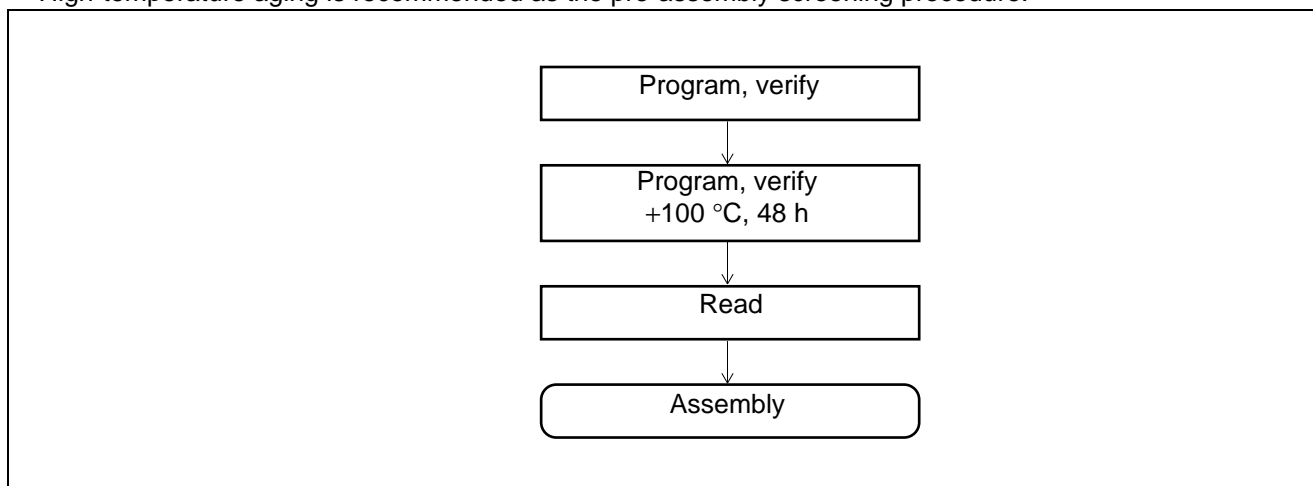 High-temperature aging is recommended as the pre-assembly screening procedure.
Program, verify
Program, verify
+100 °C, 48 h
Read
Assembly